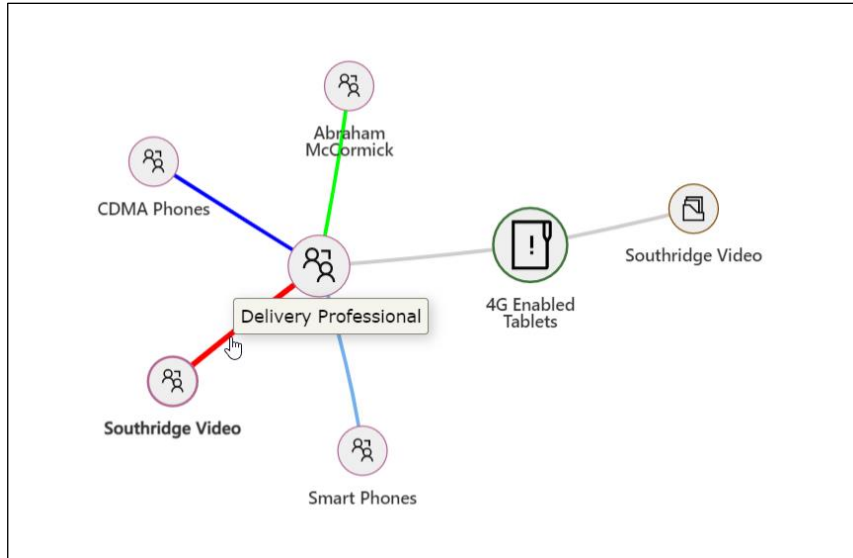 Abraham
McCormick
CDMA Phones
Southridge Video
4G Enabled
Tablets
Delivery Professional
Southridge Video
Smart Phones